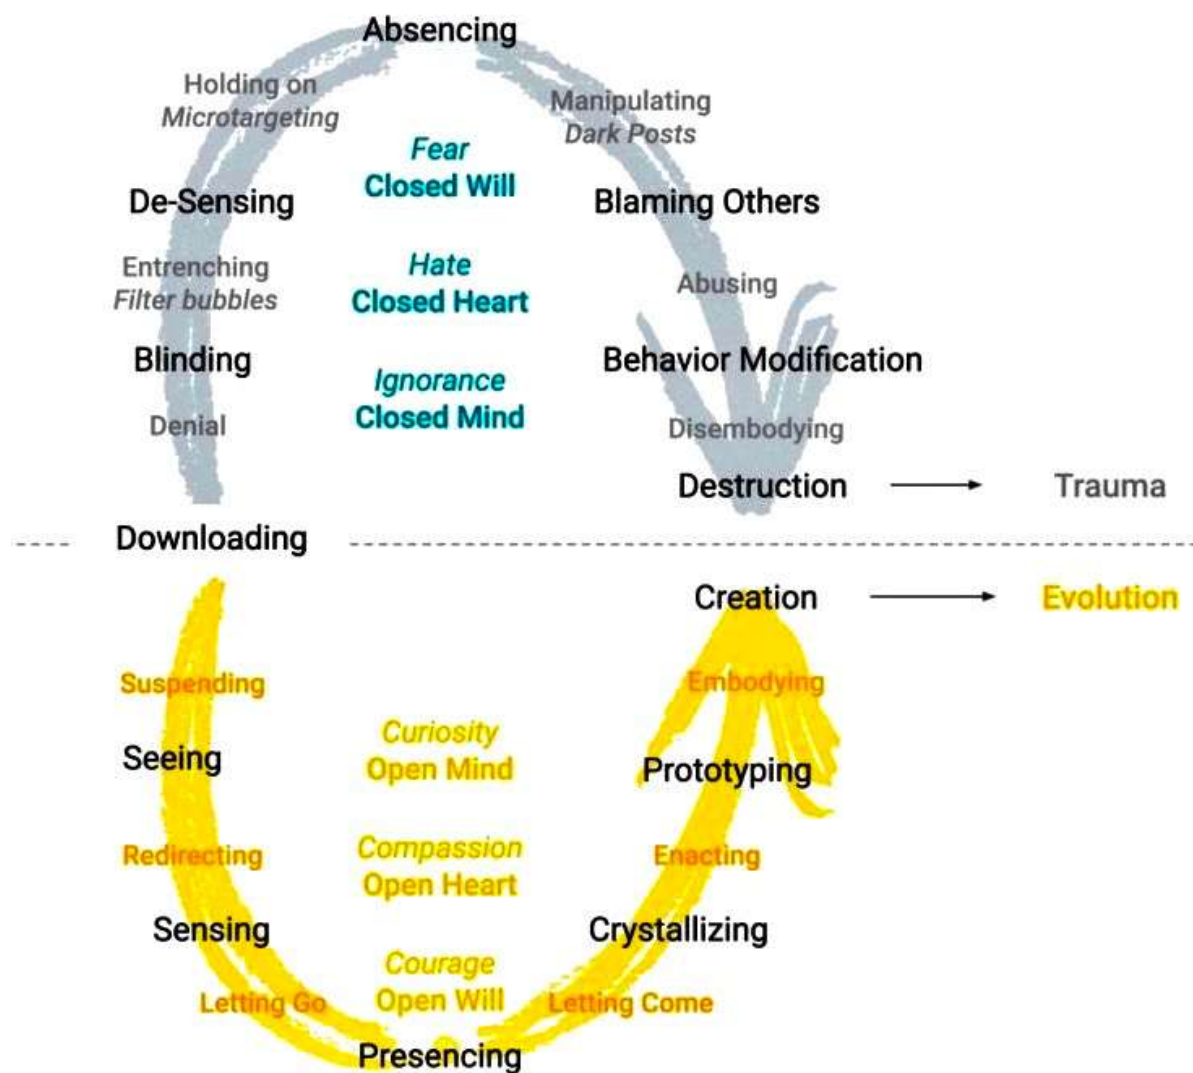 Absencing
Holding on
Microtargeting
Manipulating
Dark Posts
Fear
Closed Will
De-Sensing
Blaming Others
Entrenching
Filter bubbles
Hate
Closed Heart
Abusing
Blinding
Behavior Modification
Ignorance
Closed Mind
Denial
Disembodying
Destruction
Trauma
Downloading
Creation
Evolution
Suspending
Embodying
Curiosity
Open Mind
Seeing
Prototyping
Redirecting
Compassion
Open Heart
Enacting
Sensing
Crystallizing
Courage
Open Will
Letting Go
Letting Come
Presencing